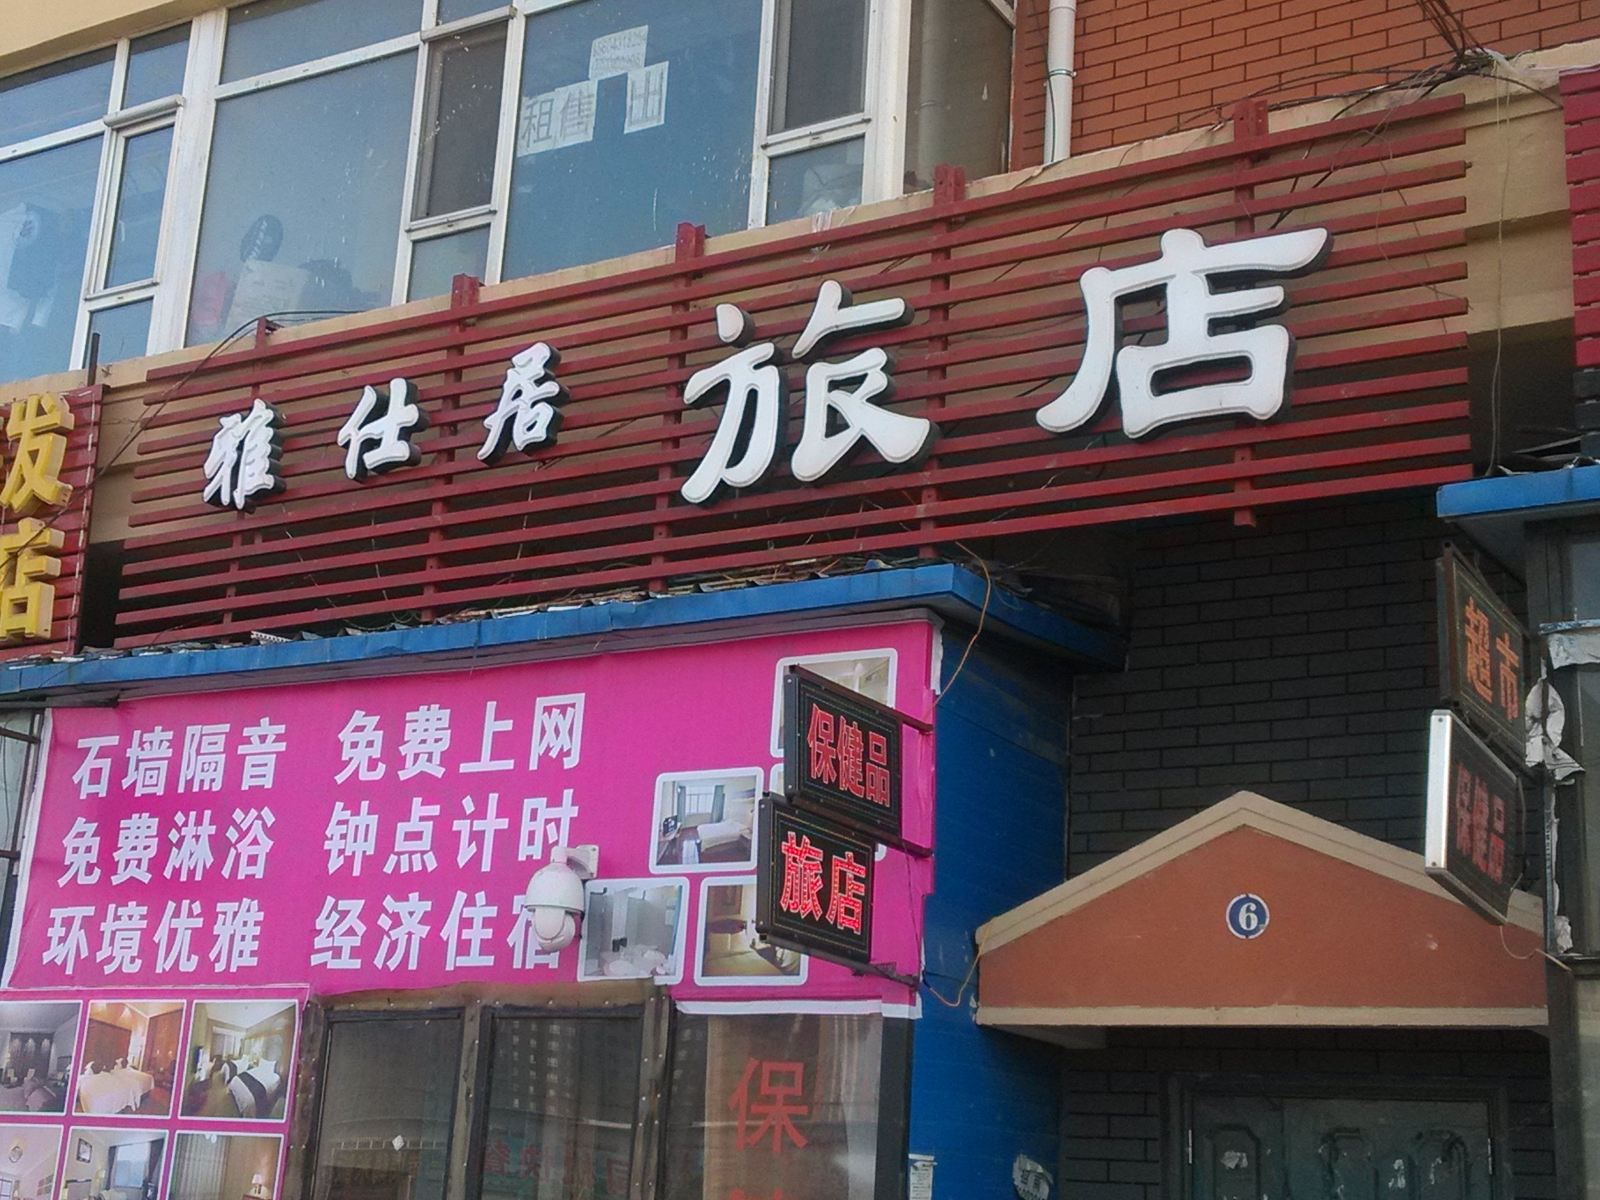 出
租售
雅仕居旅店
发
店
石墙隔音 免费上网
免费淋浴 钟点计时
环境优雅 经济住宿
保健品
旅店
超市
保健品
6
保